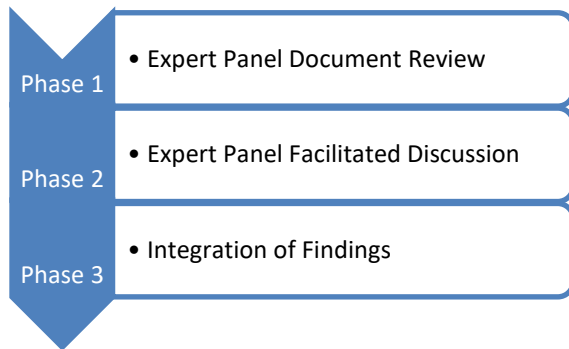 Phase 1
• Expert Panel Document Review
Phase 2
• Expert Panel Facilitated Discussion
Phase 3
• Integration of Findings